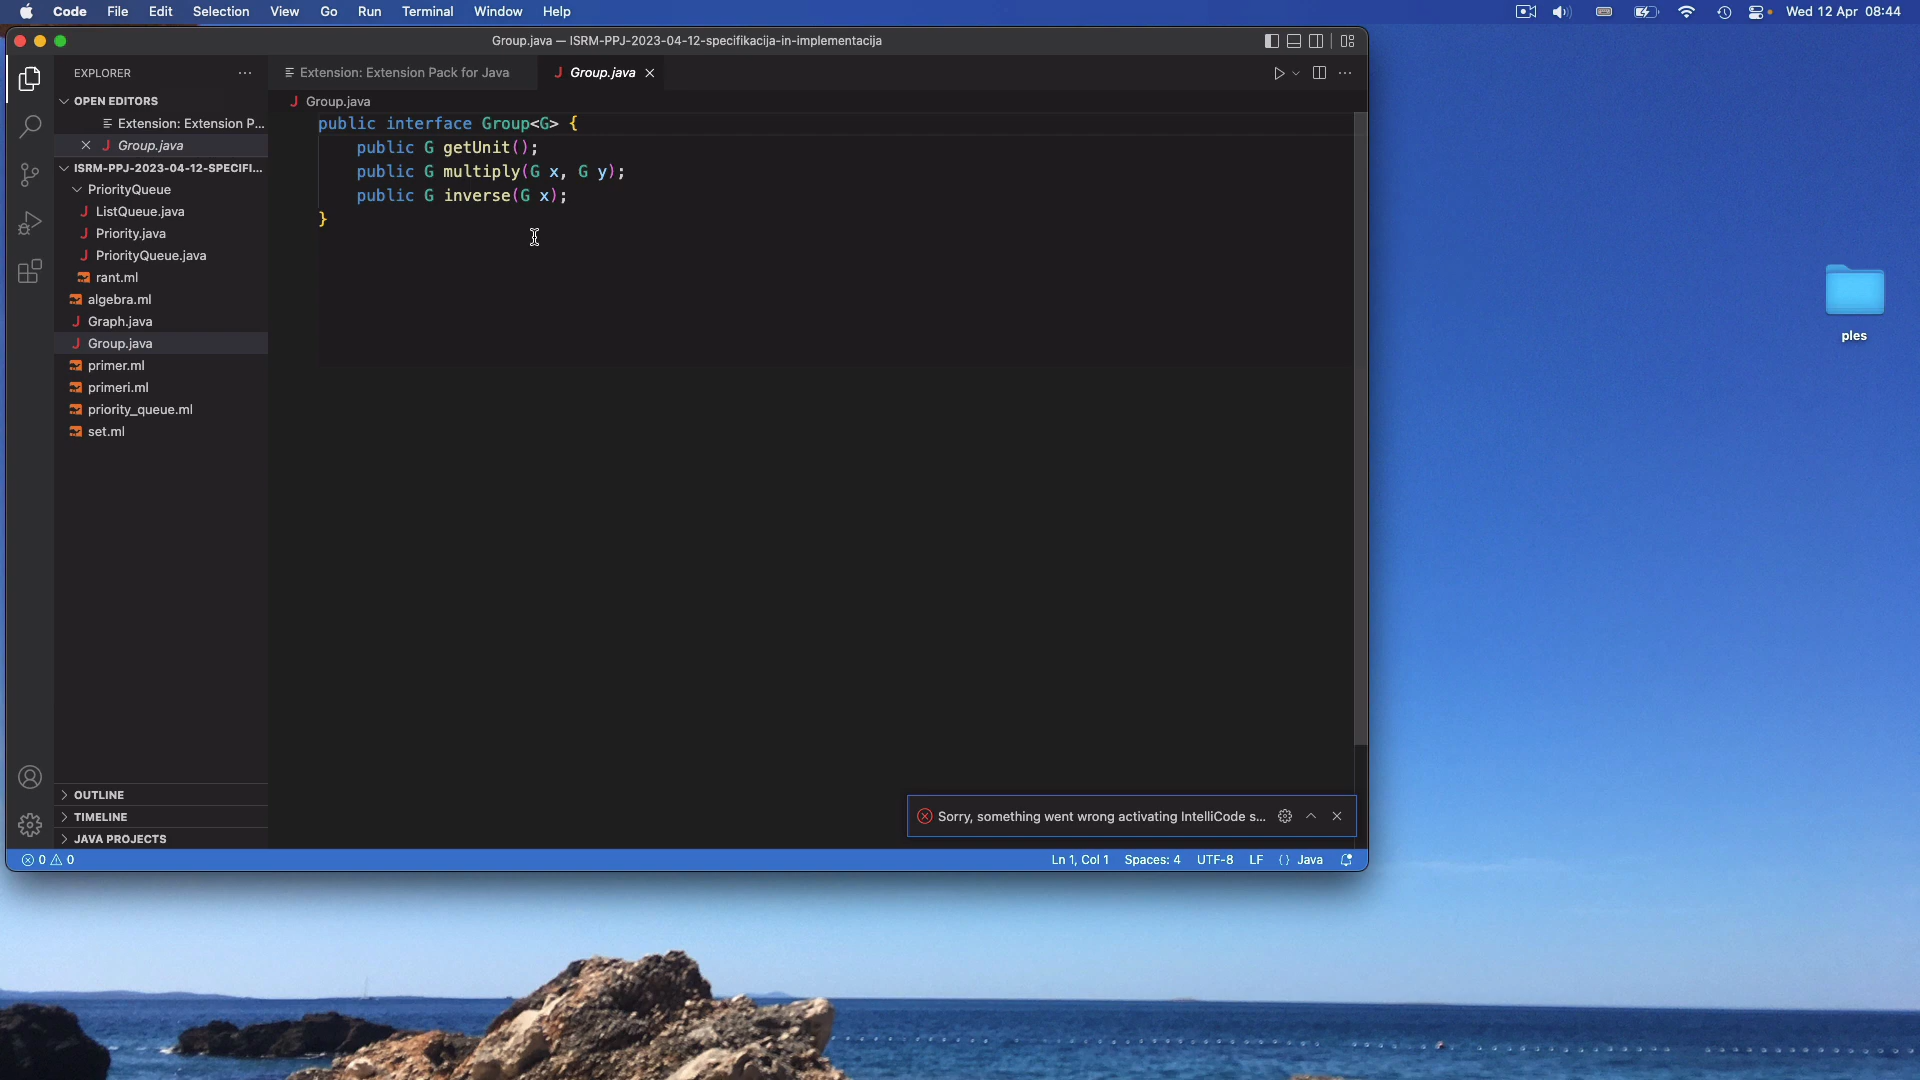 Code File Edit Selection View Go Run Terminal Window Help Wed 12 Apr 08:44
Group.java — ISRM-PPJ-2023-04-12-specifikacija-in-implementacija
EXPLORER
Extension: Extension Pack for Java
Group.java
OPEN EDITORS
Extension: Extension P...
Group.java
ISRM-PPJ-2023-04-12-SPECIFI...
PriorityQueue
ListQueue.java
Priority.java
PriorityQueue.java
rant.ml
algebra.ml
Graph.java
Group.java
primer.ml
primeri.ml
priority_queue.ml
set.ml
OUTLINE
TIMELINE
JAVA PROJECTS
Group.java
public interface Group<G> {
    public G getUnit();
    public G multiply(G x, G y);
    public G inverse(G x);
}
Sorry, something went wrong activating IntelliCode s...
0 0
Ln 1, Col 1 Spaces: 4 UTF-8 LF {} Java
ples